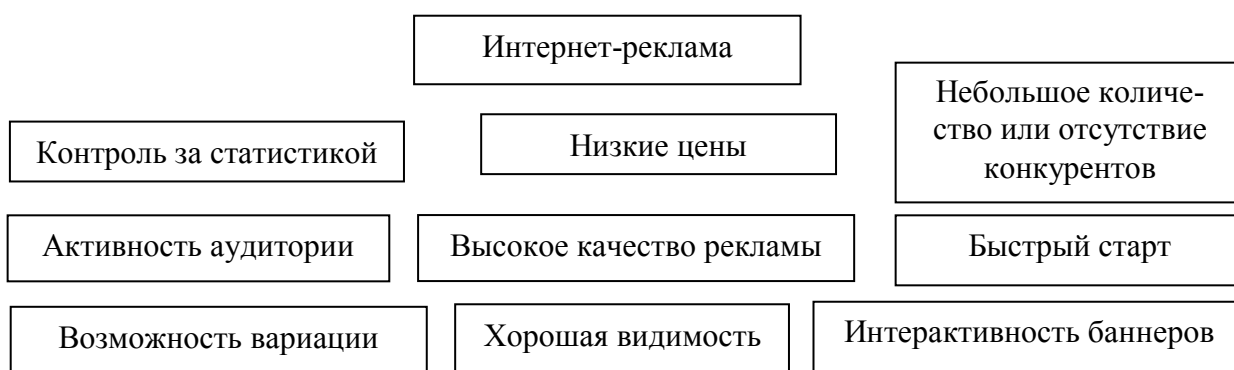 Интернет-реклама
Контроль за статистикой
Низкие цены
Небольшое количе-
ство или отсутствие
конкурентов
Активность аудитории
Высокое качество рекламы
Быстрый старт
Возможность вариации
Хорошая видимость
Интерактивность баннеров